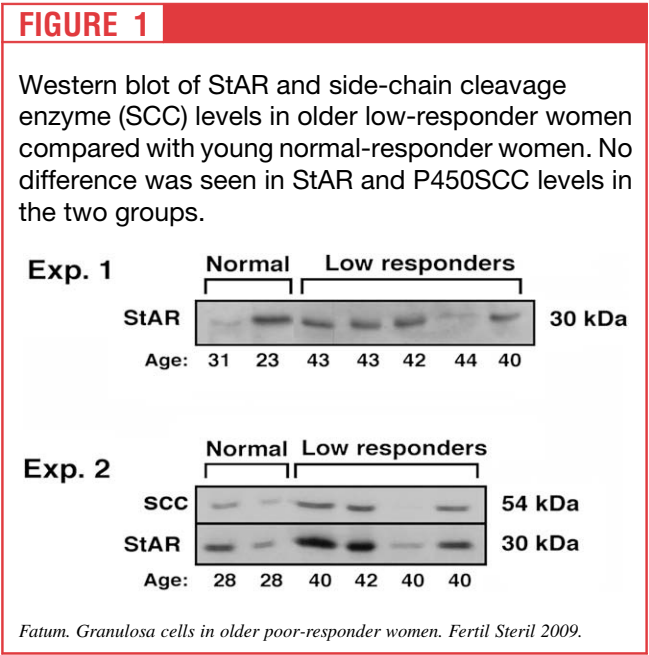 FIGURE 1
Western blot of StAR and side-chain cleavage
enzyme (SCC) levels in older low-responder women
compared with young normal-responder women. No
difference was seen in StAR and P450SCC levels in
the two groups.
Exp. 1
Normal Low responders
StAR 30 kDa
Age: 31 23 43 43 42 44 40
Exp. 2
Normal Low responders
SCC 54 kDa
StAR 30 kDa
Age: 28 28 40 42 40 40
Fatum. Granulosa cells in older poor-responder women. Fertil Steril 2009.